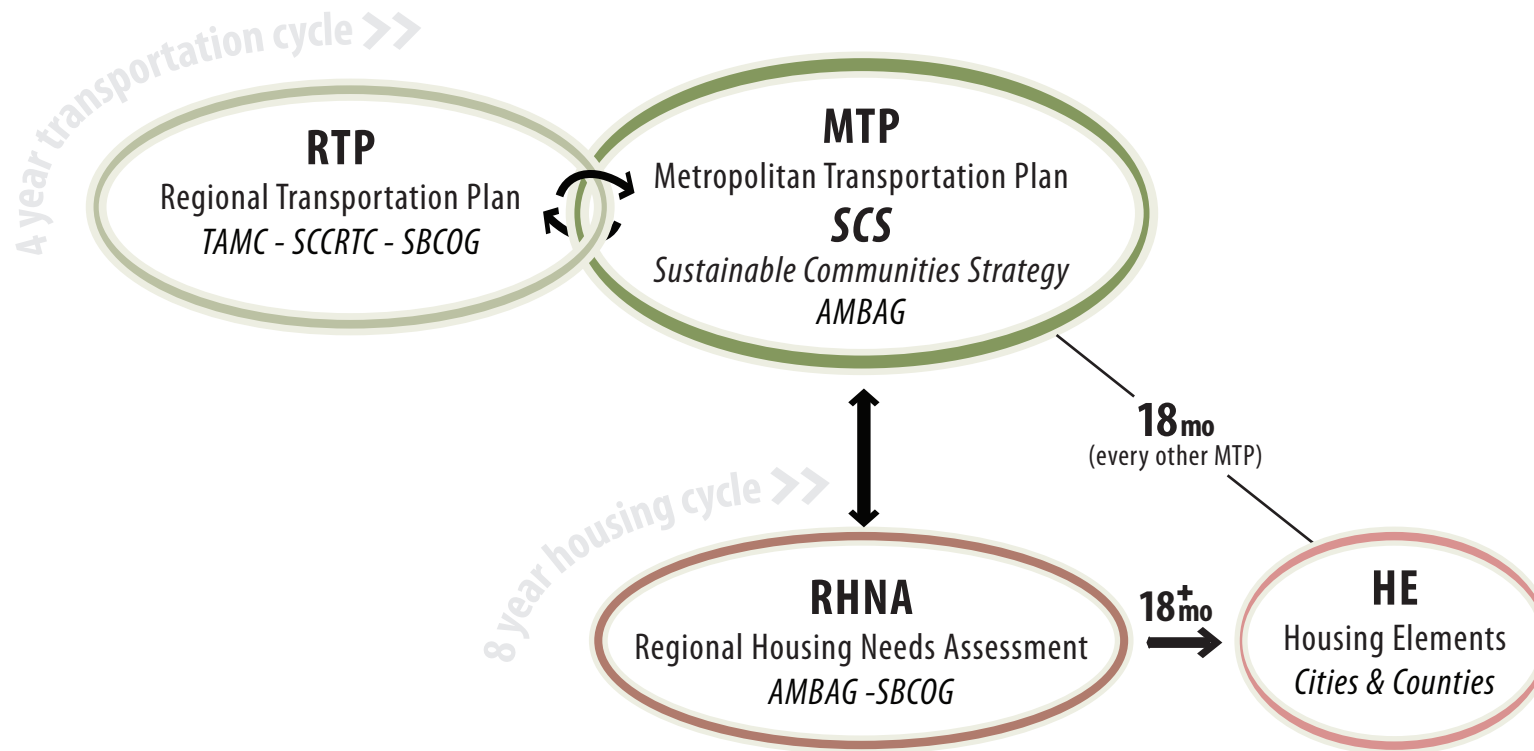 4 year transportation cycle >>
RTP
Regional Transportation Plan
TAMC - SCCRTC - SBCOG
MTP
Metropolitan Transportation Plan
SCS
Sustainable Communities Strategy
AMBAG
18 mo
(every other MTP)
8 year housing cycle >>
RHNA
Regional Housing Needs Assessment
AMBAG -SBCOG
18+ mo
HE
Housing Elements
Cities & Counties